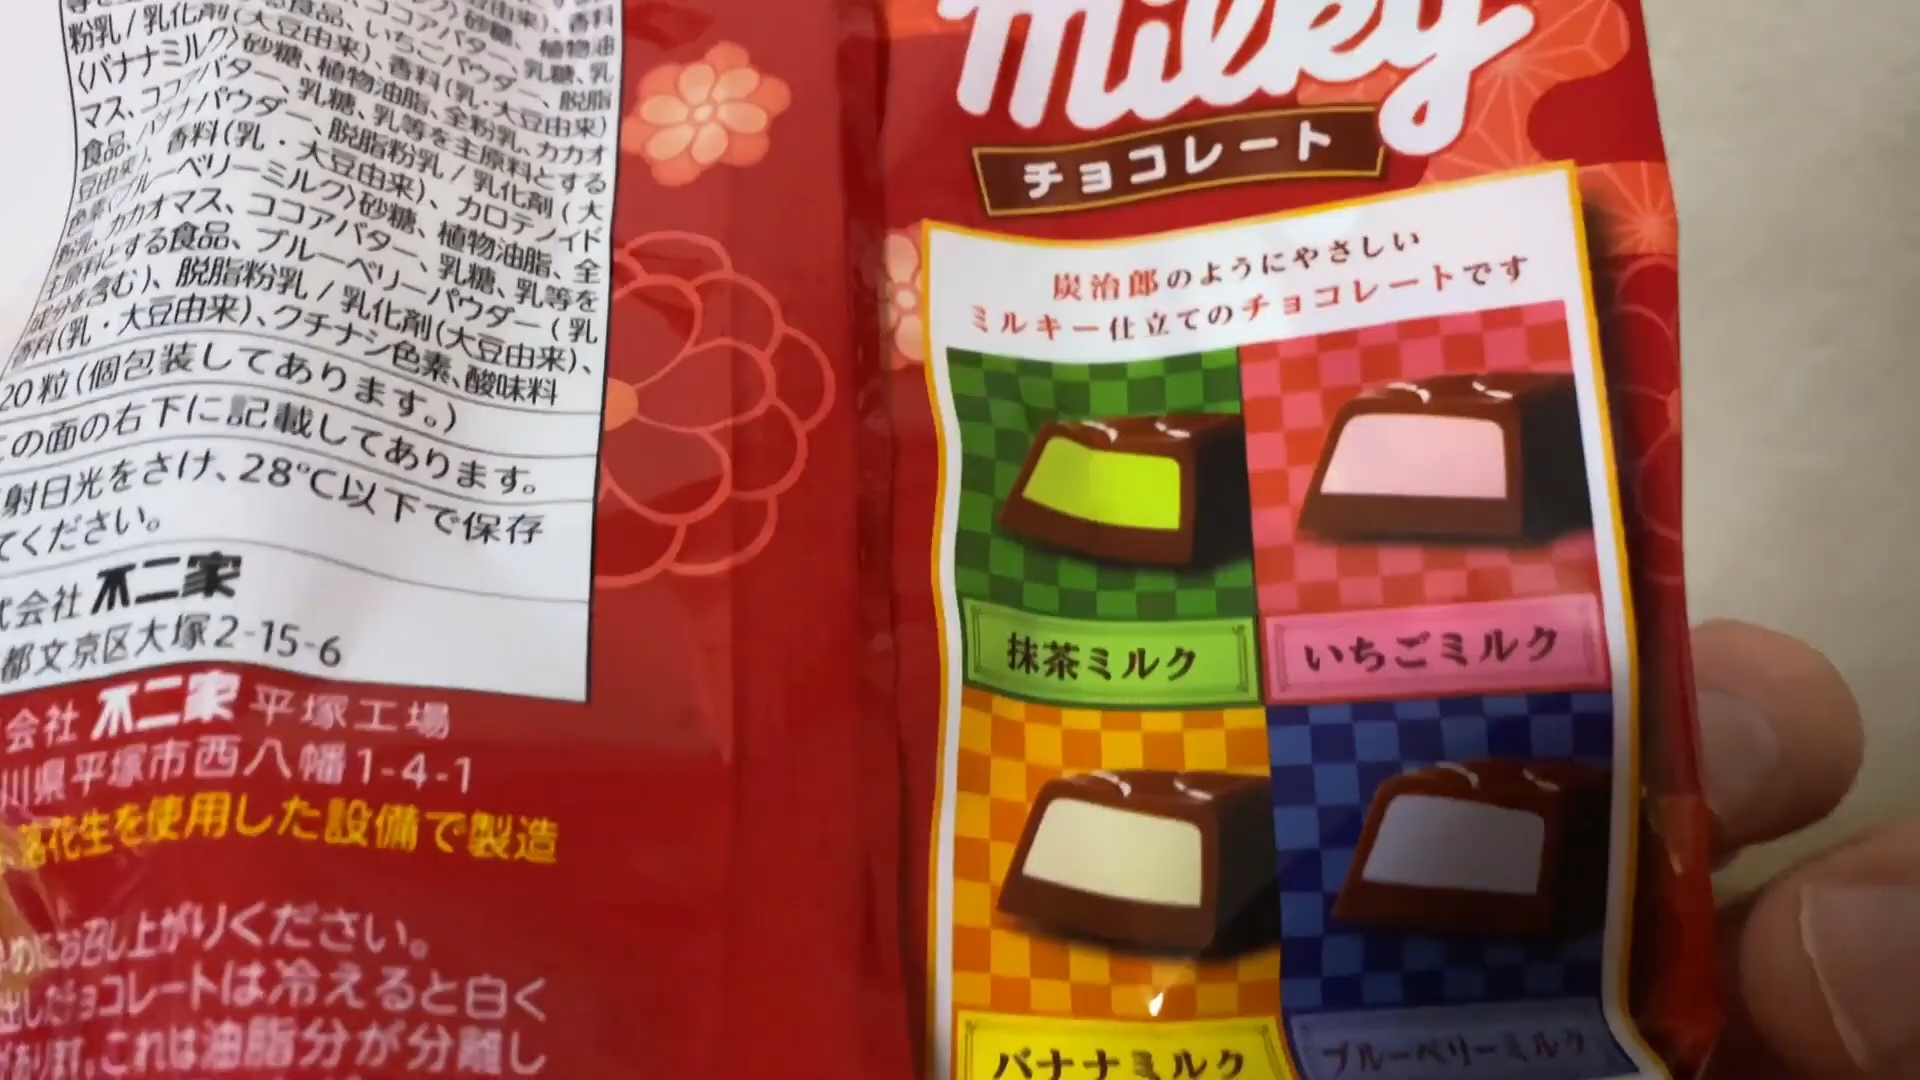 粉乳/乳化剤(大豆由来)、香料(乳・大豆由来)
〈バナナミルク〉砂糖、植物油脂、全粉乳、カカオ
マス、ココアバター、乳糖、乳等を主原料とする
食品、バナナパウダー、脱脂粉乳/乳化剤(大
豆由来)、香料(乳・大豆由来)、カロテノイド
色素〈ブルーベリーミルク〉砂糖、植物油脂、全
粉乳、カカオマス、ココアバター、乳糖、乳等を
主原料とする食品、ブルーベリーパウダー(乳
成分を含む)、脱脂粉乳/乳化剤(大豆由来)、
香料(乳・大豆由来)、クチナシ色素、酸味料
20粒(個包装してあります。)
この面の右下に記載してあります。
射日光をさけ、28℃以下で保存
てください。
式会社 不二家
都文京区大塚2-15-6
会社 不二家 平塚工場
川県平塚市西八幡1-4-1
落花生を使用した設備で製造
めにお召し上がりください。
出したチョコレートは冷えると白く
これは油脂分が分離し
milky
チョコレート
炭治郎のようにやさしい
ミルキー仕立てのチョコレートです
抹茶ミルク
いちごミルク
バナナミルク
ブルーベリーミルク